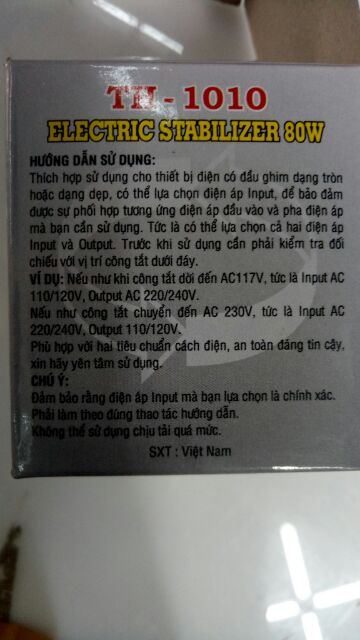 TH - 1010
ELECTRIC STABILIZER 80W
HƯỚNG DẪN SỬ DỤNG:
Thích hợp sử dụng cho thiết bị điện có đầu ghim dạng tròn
hoặc dạng dẹp, có thể lựa chọn điện áp Input, để bảo đảm
được sự phối hợp tương ứng điện áp đầu vào và pha điện áp
mà bạn cần sử dụng. Tức là có thể lựa chọn cả hai điện áp
Input và Output. Trước khi sử dụng cần phải kiểm tra đối
chiếu với vị trí công tắt dưới đáy.
VÍ DỤ: Nếu như khi công tắt dời đến AC117V, tức là Input AC
110/120V, Output AC 220/240V.
Nếu như công tắt chuyển đến AC 230V, tức là Input AC
220/240V, Output 110/120V.
Phù hợp với hai tiêu chuẩn cách điện, an toàn đáng tin cậy,
xin hãy yên tâm sử dụng.
CHÚ Ý:
Đảm bảo rằng điện áp Input mà bạn lựa chọn là chính xác.
Phải làm theo đúng thao tác hướng dẫn.
Không thể sử dụng chịu tải quá mức.
SXT : Việt Nam